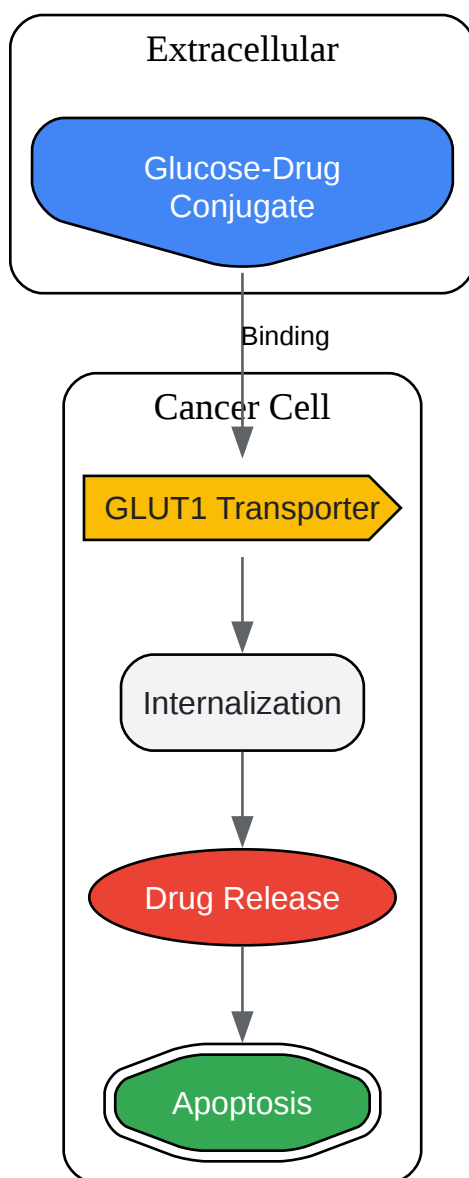 Extracellular
Glucose-Drug
Conjugate
Binding
Cancer Cell
GLUT1 Transporter
Internalization
Drug Release
Apoptosis